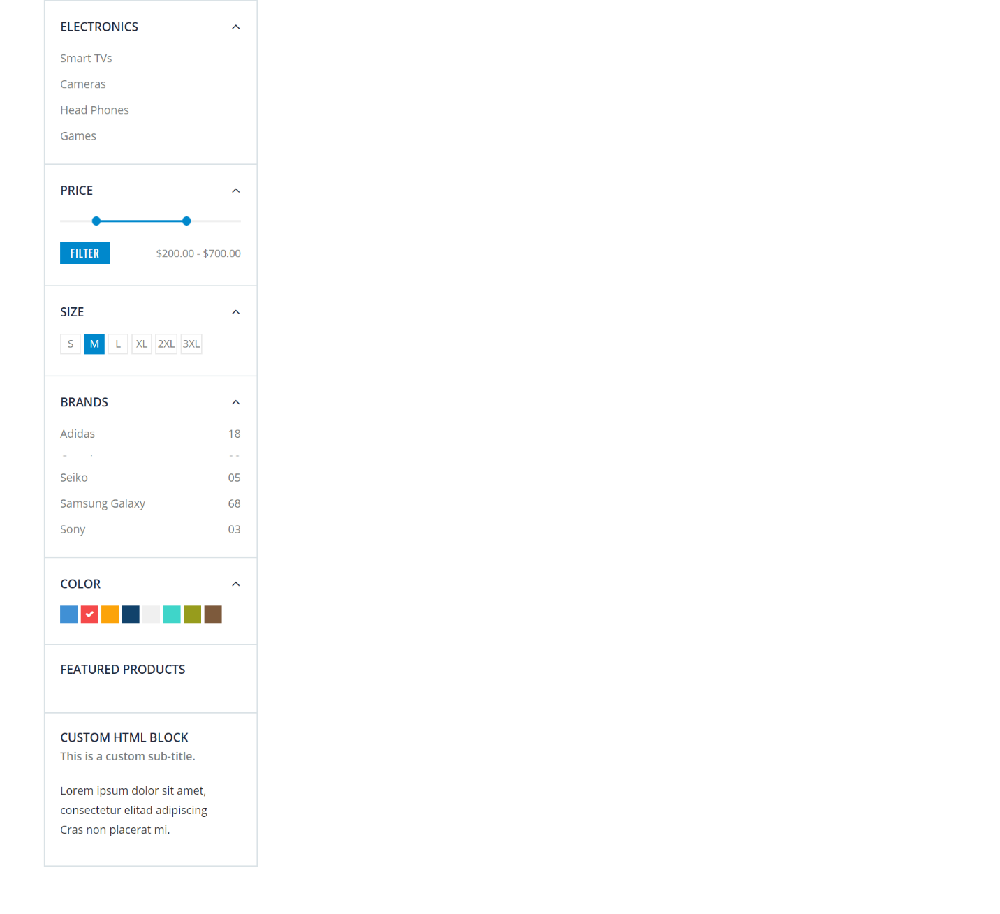 ELECTRONICS
Smart TVs
Cameras
Head Phones
Games
PRICE
FILTER $200.00 - $700.00
SIZE
S M L XL 2XL 3XL
BRANDS
Adidas 18
Seiko 05
Samsung Galaxy 68
Sony 03
COLOR
FEATURED PRODUCTS
CUSTOM HTML BLOCK
This is a custom sub-title.
Lorem ipsum dolor sit amet,
consectetur elitad adipiscing
Cras non placerat mi.